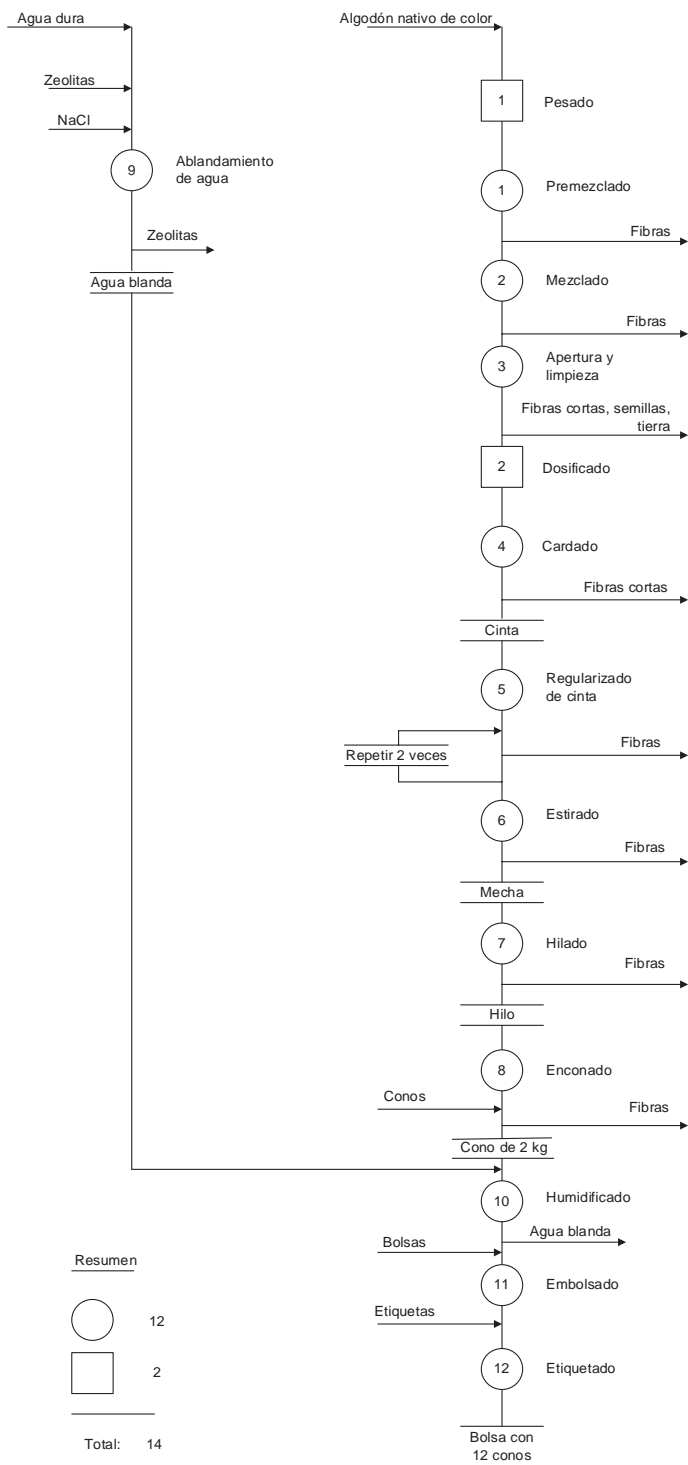 Agua dura
Zeolitas
NaCl
9
Ablandamiento
de agua
Zeolitas
Agua blanda
Algodón nativo de color
1
Pesado
1
Premezclado
Fibras
2
Mezclado
Fibras
3
Apertura y
limpieza
Fibras cortas, semillas,
tierra
2
Dosificado
4
Cardado
Fibras cortas
Cinta
5
Regularizado
de cinta
Fibras
Repetir 2 veces
6
Estirado
Fibras
Mecha
7
Hilado
Fibras
Hilo
8
Enconado
Conos
Fibras
Cono de 2 kg
10
Humidificado
Agua blanda
Bolsas
11
Embolsado
Etiquetas
12
Etiquetado
Bolsa con
12 conos
Resumen
12
2
Total: 14